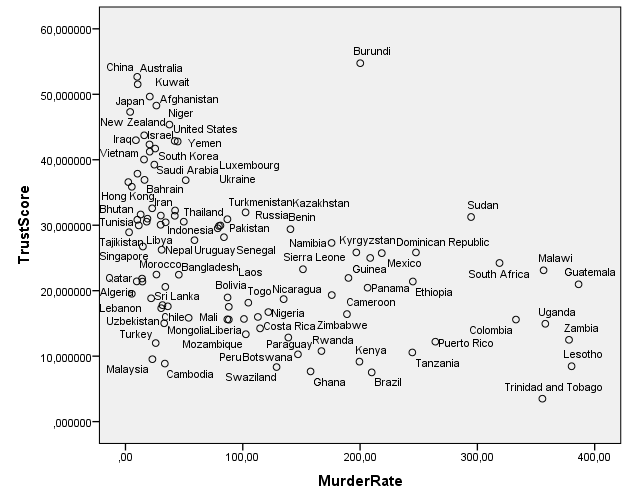 60,000000
Burundi
China Australia
Kuwait
50,000000
Japan Afghanistan
Niger
New Zealand United States
Iraq Israel Yemen
40,000000
Vietnam South Korea
Saudi Arabia Luxembourg
Ukraine
Bahrain
Hong Kong Iran Turkmenistan Kazakhstan Sudan
Bhutan Thailand Russia Benin
30,000000
Tunisia Indonesia Pakistan
Tajikistan Libya Namibia Kyrgyzstan Dominican Republic
Singapore Nepal Uruguay Senegal Sierra Leone Mexico Malawi
Morocco Bangladesh Laos Guinea South Africa Guatemala
Qatar Bolivia Panama
20,000000
Algeria Sri Lanka Togo Nicaragua Ethiopia
Lebanon Cameroon
Uzbekistan Chile Mali Nigeria Uganda
Turkey Mongolia Liberia Costa Rica Zimbabwe Colombia Zambia
Mozambique Paraguay Rwanda Puerto Rico
10,000000
Peru Botswana Kenya Lesotho
Malaysia Cambodia Swaziland Ghana Brazil Tanzania
Trinidad and Tobago
,000000
TrustScore
,00 100,00 200,00 300,00 400,00
MurderRate